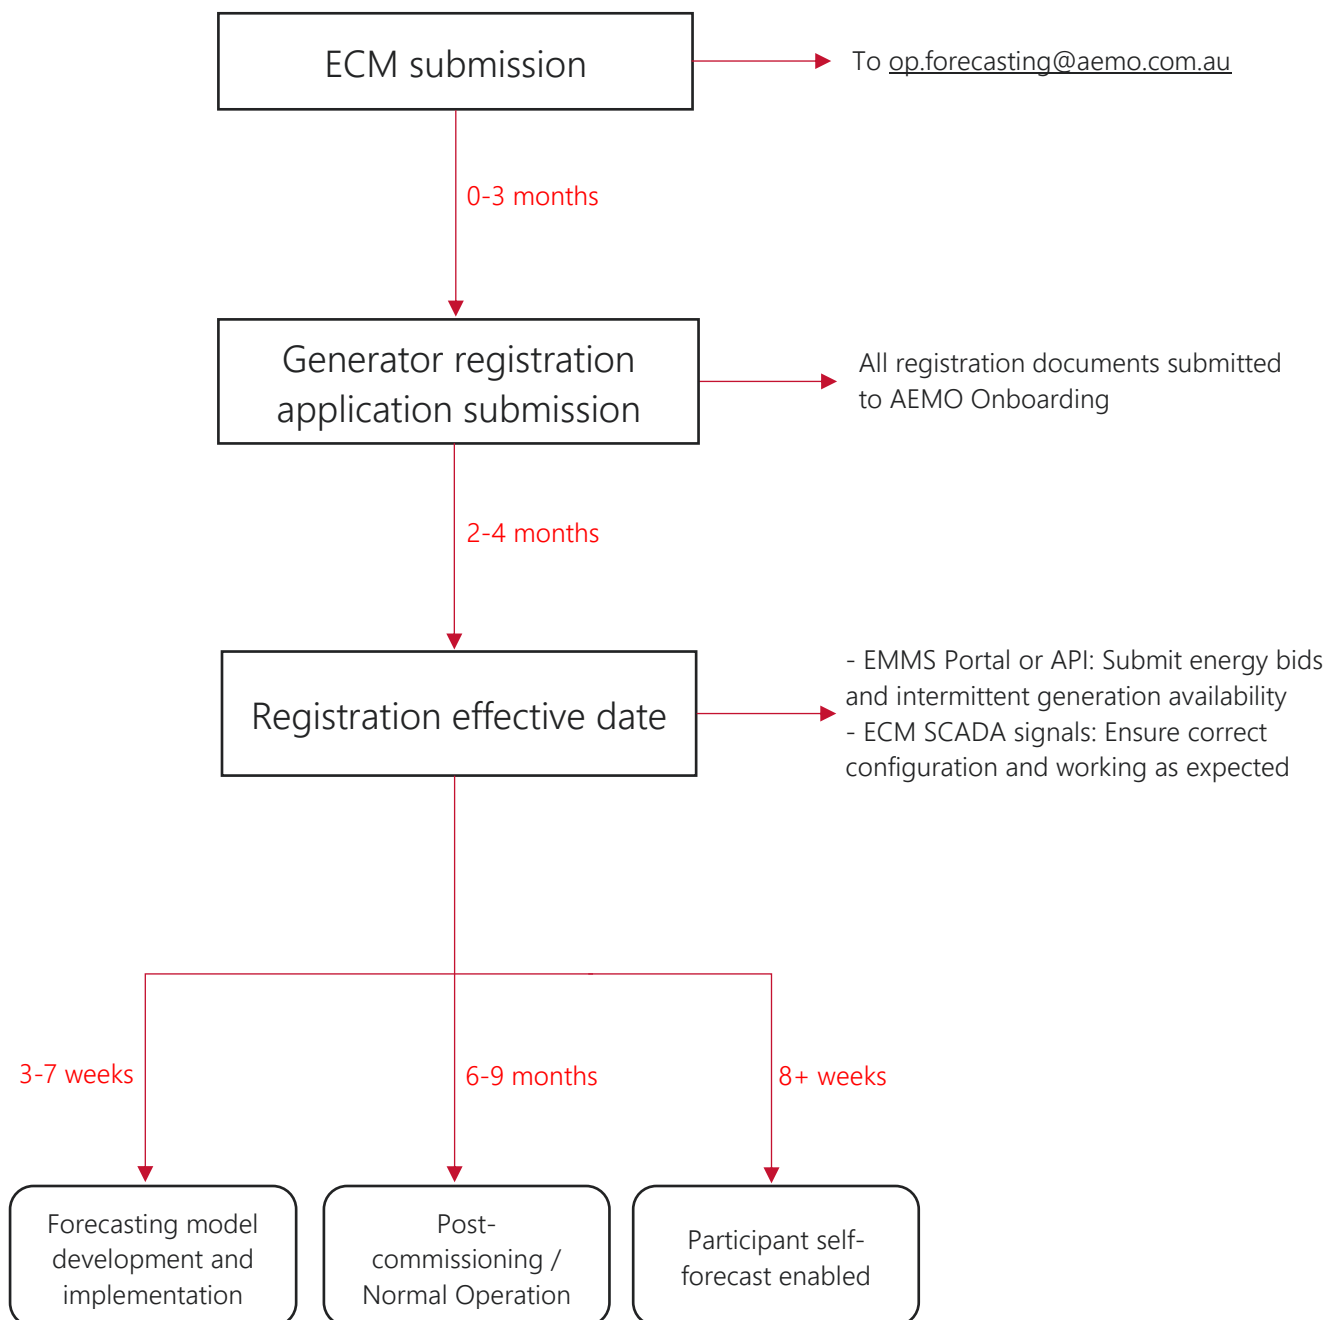 ECM submission
To op.forecasting@aemo.com.au
0-3 months
Generator registration
application submission
All registration documents submitted
to AEMO Onboarding
2-4 months
Registration effective date
- EMMS Portal or API: Submit energy bids
and intermittent generation availability
- ECM SCADA signals: Ensure correct
configuration and working as expected
3-7 weeks
6-9 months
8+ weeks
Forecasting model
development and
implementation
Post-
commissioning /
Normal Operation
Participant self-
forecast enabled